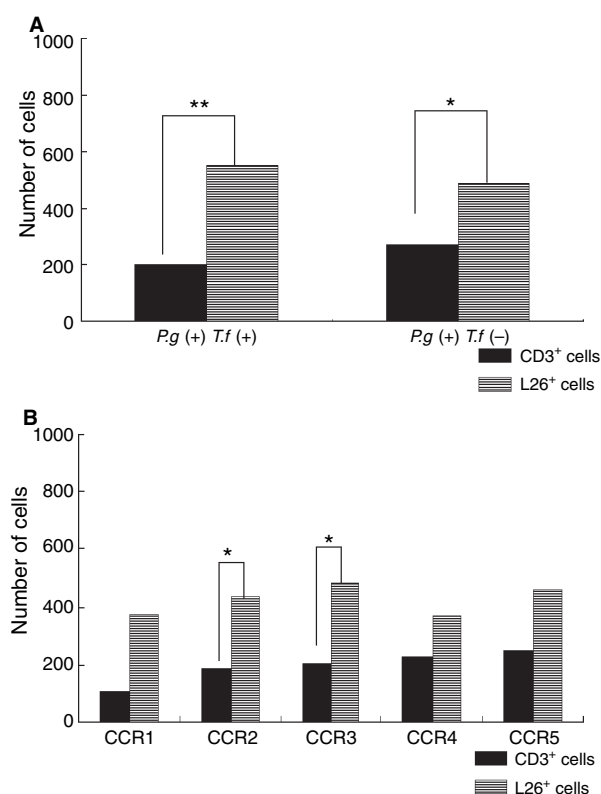 A
1000
800
600
400
200
0
Number of cells
**
*
P.g (+) T.f (+)
P.g (+) T.f (–)
CD3+ cells
L26+ cells
B
1000
800
600
400
200
0
Number of cells
*
*
CCR1 CCR2 CCR3 CCR4 CCR5
CD3+ cells
L26+ cells